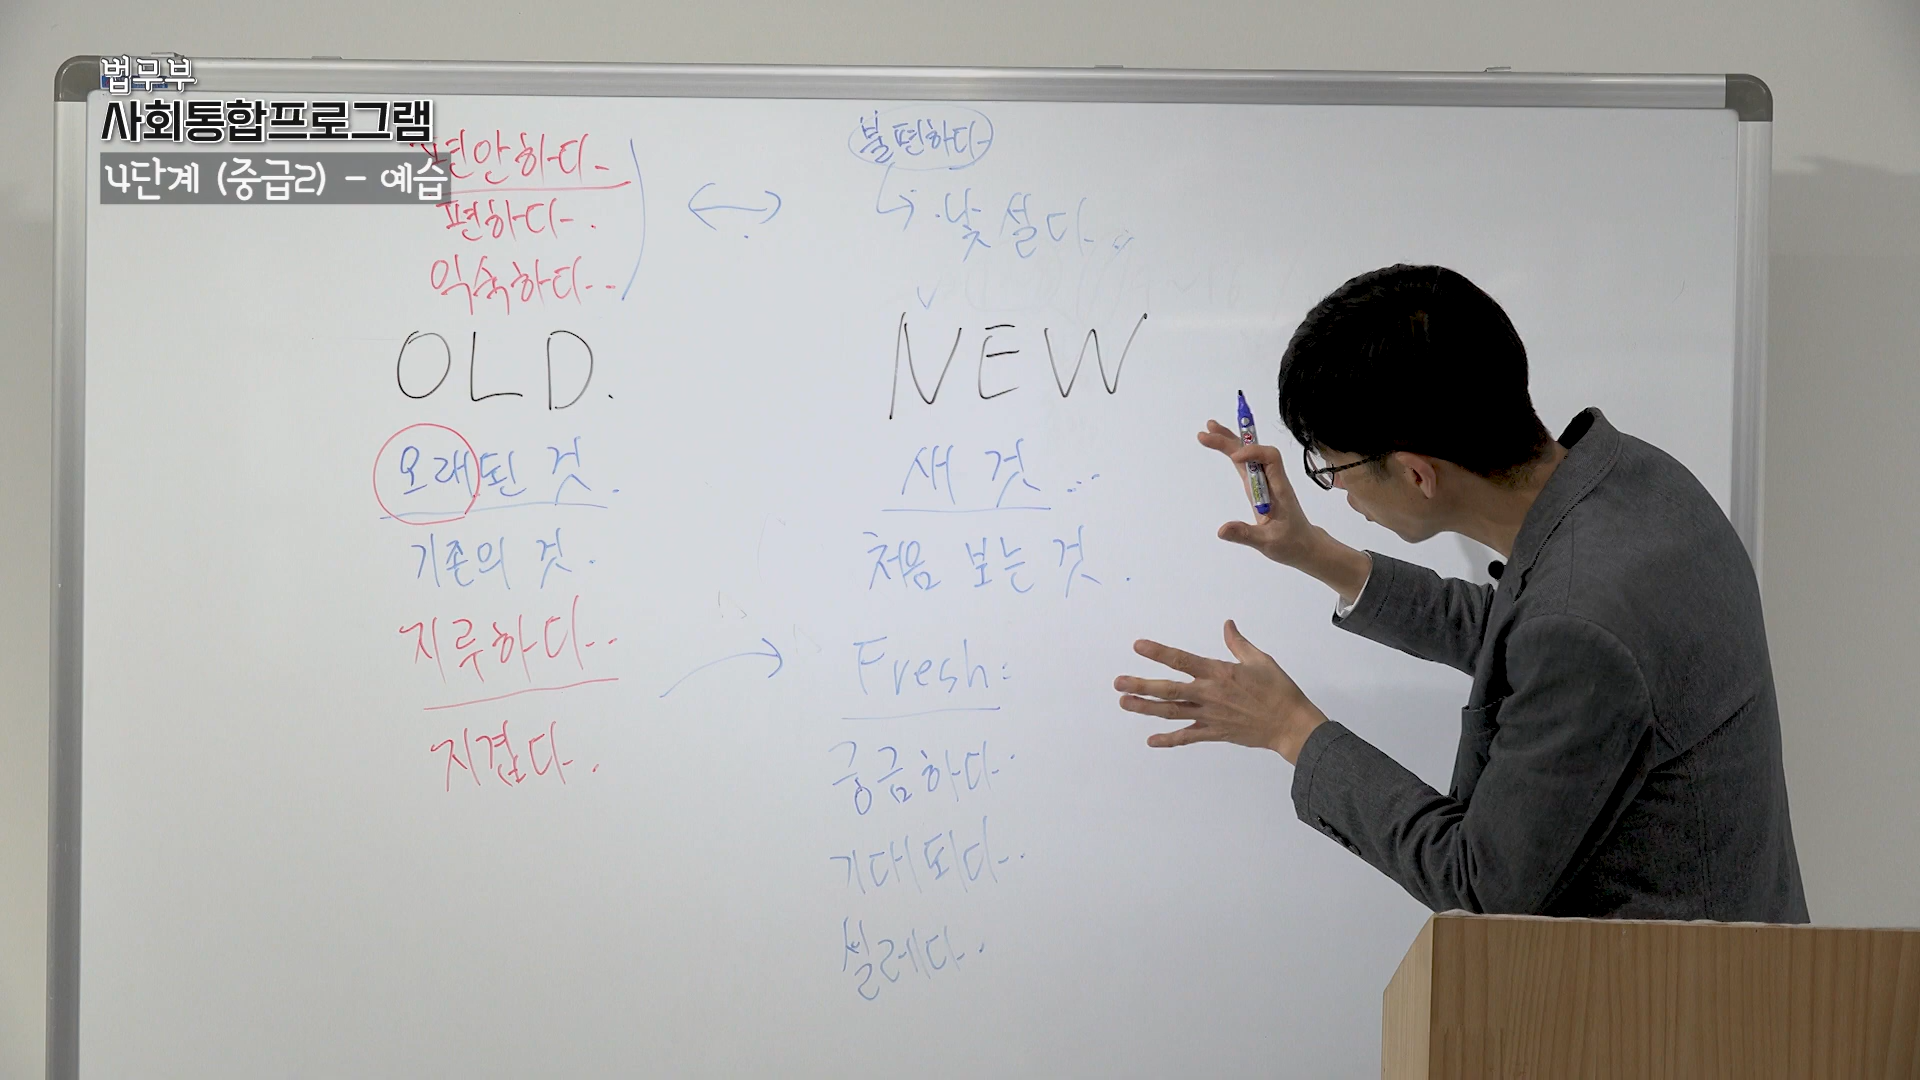 법무부
사회통합프로그램
4단계 (중급2) - 예습
편안하다.
편하다.
익숙하다..
불편하다
낯설다.
OLD.
NEW
오래된 것.
기존의 것.
지루하다..
지겹다.
새 것...
처음 보는 것.
Fresh:
궁금하다.
기대되다.
설레다.